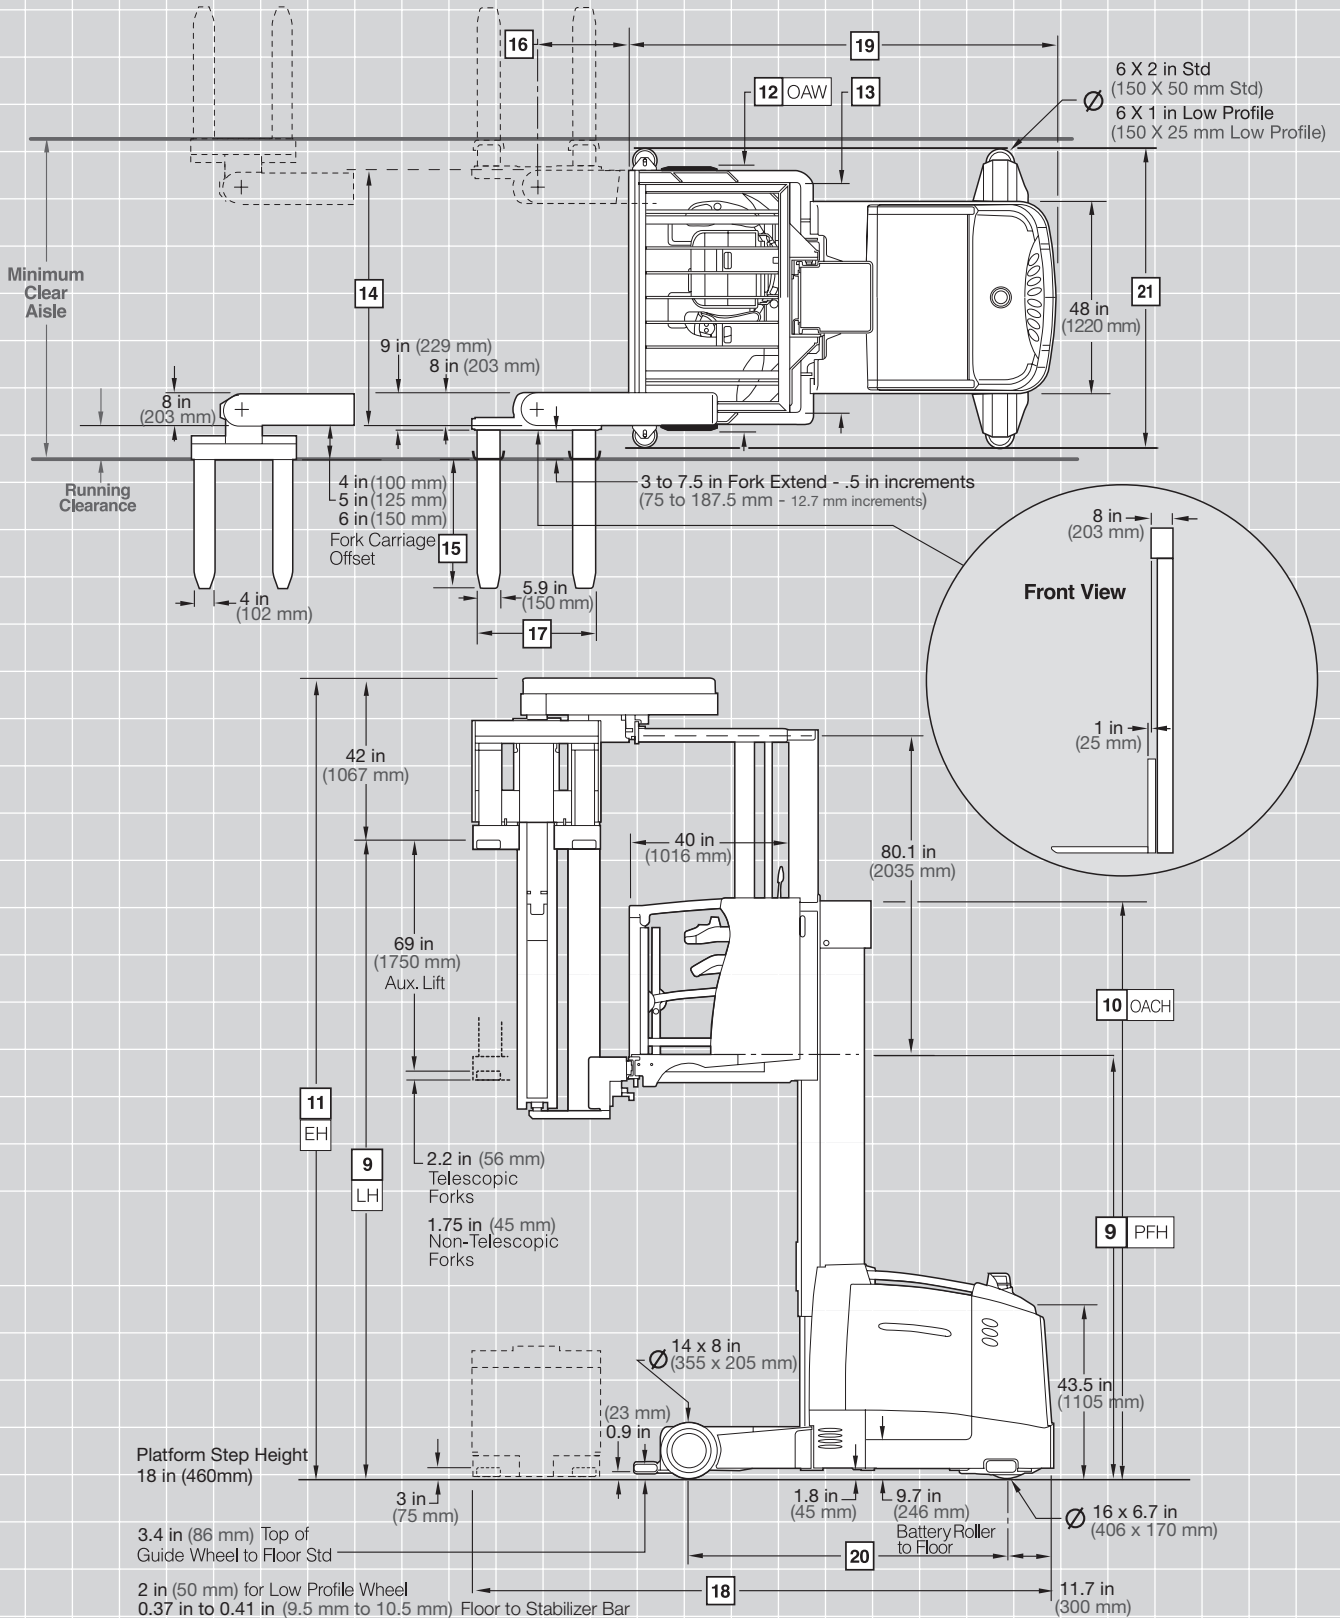 16
19
6 X 2 in Std
(150 X 50 mm Std)
6 X 1 in Low Profile
(150 X 25 mm Low Profile)
12 OAW
13
Minimum
Clear
Aisle
14
21
48 in
(1220 mm)
9 in (229 mm)
8 in (203 mm)
8 in
(203 mm)
Running
Clearance
4 in (100 mm)
5 in (125 mm)
6 in (150 mm)
Fork Carriage
Offset
15
3 to 7.5 in Fork Extend - .5 in increments
(75 to 187.5 mm - 12.7 mm increments)
8 in
(203 mm)
Front View
1 in
(25 mm)
4 in
(102 mm)
5.9 in
(150 mm)
17
42 in
(1067 mm)
40 in
(1016 mm)
80.1 in
(2035 mm)
69 in
(1750 mm)
Aux. Lift
10 OACH
11
EH
9
LH
2.2 in (56 mm)
Telescopic
Forks
1.75 in (45 mm)
Non-Telescopic
Forks
9 PFH
14 x 8 in
(355 x 205 mm)
43.5 in
(1105 mm)
(23 mm)
0.9 in
Platform Step Height
18 in (460mm)
3 in
(75 mm)
1.8 in
(45 mm)
9.7 in
(246 mm)
Battery Roller
to Floor
Ø 16 x 6.7 in
(406 x 170 mm)
3.4 in (86 mm) Top of
Guide Wheel to Floor Std
20
18
11.7 in
(300 mm)
2 in (50 mm) for Low Profile Wheel
0.37 in to 0.41 in (9.5 mm to 10.5 mm) Floor to Stabilizer Bar